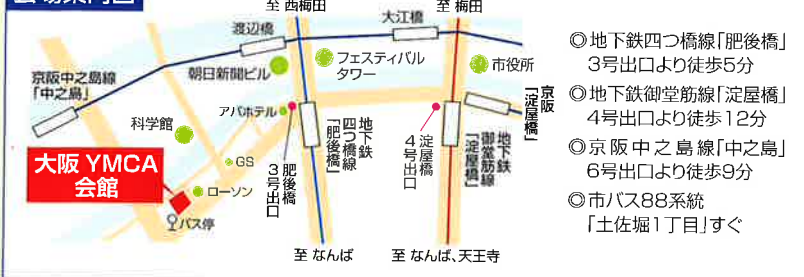 至 西梅田
至 梅田
大江橋
渡辺橋
フェスティバル
タワー
市役所
朝日新聞ビル
京阪中之島線
「中之島」
京阪
「淀屋橋」
アパホテル
科学館
地下鉄
四つ橋線
「肥後橋」
淀屋橋
4号出口
地下鉄
御堂筋線
「淀屋橋」
大阪 YMCA
会館
GS
肥後橋
3号出口
ローソン
バス停
至 なんば
至 なんば、天王寺
◎地下鉄四つ橋線「肥後橋」
3号出口より徒歩5分
◎地下鉄御堂筋線「淀屋橋」
4号出口より徒歩12分
◎京阪中之島線「中之島」
6号出口より徒歩9分
◎市バス88系統
「土佐堀1丁目」すぐ